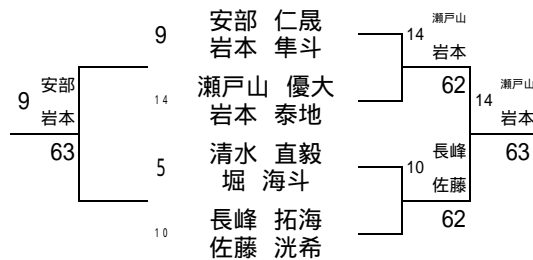 9
安部 仁晟
岩本 隼斗
14
瀬戸山 優大
岩本 泰地
5
清水 直毅
堀 海斗
10
長峰 拓海
佐藤 洸希
9
安部
岩本
63
14
瀬戸山
岩本
62
10
長峰
佐藤
62
14
瀬戸山
岩本
63